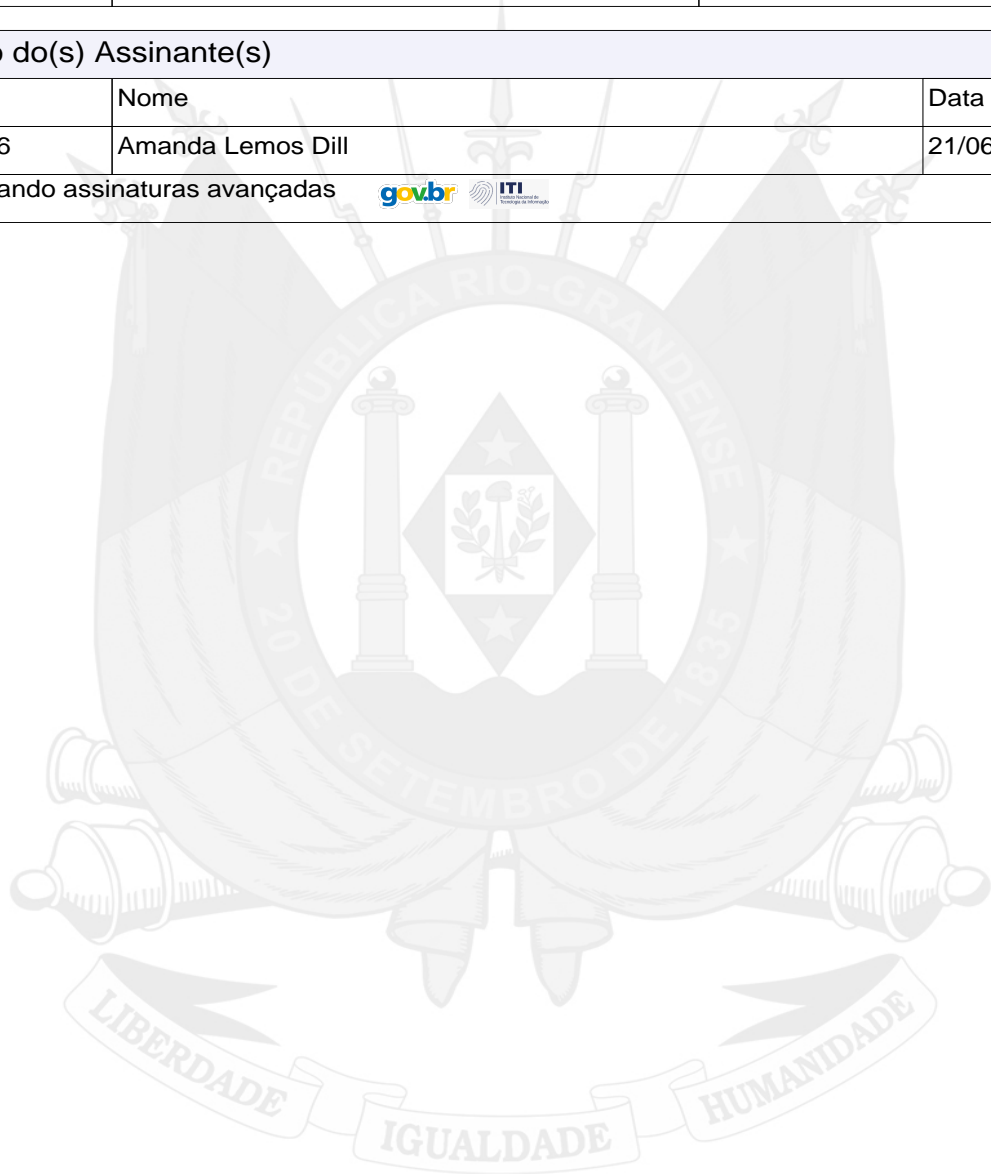 o do(s) Assinante(s)
Nome Data
6 Amanda Lemos Dill 21/06
ando assinaturas avançadas gov.br ITI
REPÚBLICA RIO-GRANDENSE
20 DE SETEMBRO DE 1835
LIBERDADE IGUALDADE HUMANIDADE